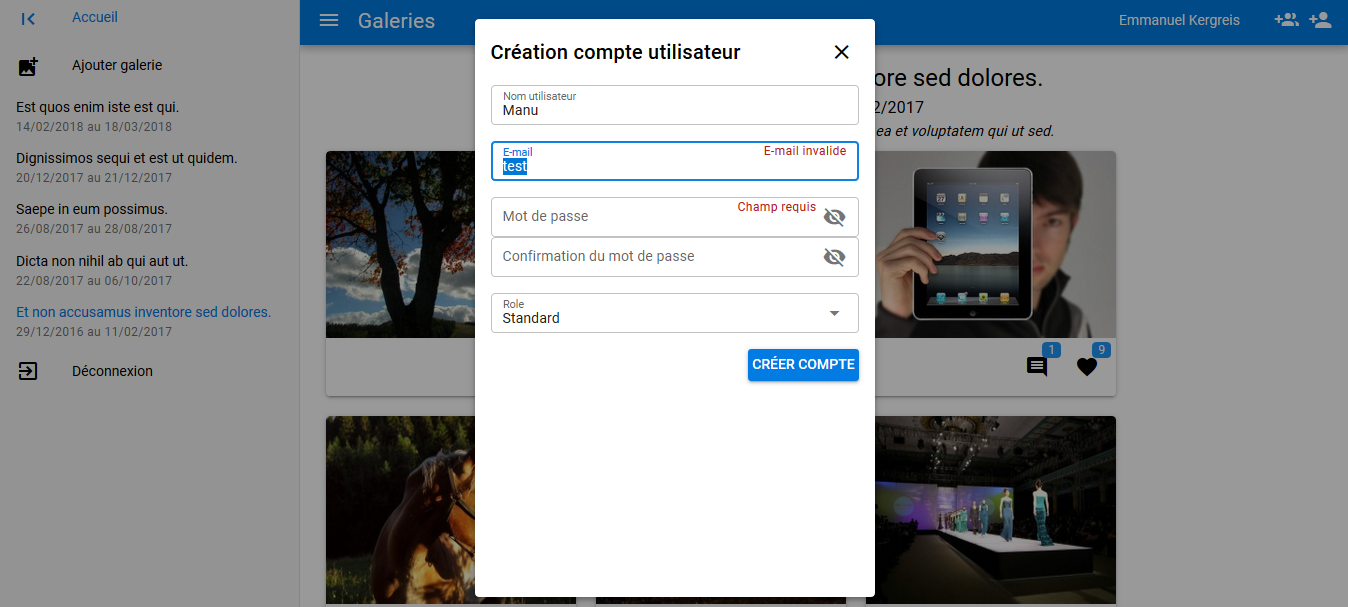 Accueil
Ajouter galerie
Est quos enim iste est qui.
14/02/2018 au 18/03/2018
Dignissimos sequi et est ut quidem.
20/12/2017 au 21/12/2017
Saepe in eum possimus.
26/08/2017 au 28/08/2017
Dicta non nihil ab qui aut ut.
22/08/2017 au 06/10/2017
Et non accusamus inventore sed dolores.
29/12/2016 au 11/02/2017
Déconnexion
Galeries
Emmanuel Kergreis
ore sed dolores.
2/2017
ea et voluptatem qui ut sed.
Création compte utilisateur
Nom utilisateur
Manu
E-mail
E-mail invalide
test
Mot de passe
Champ requis
Confirmation du mot de passe
Role
Standard
CRÉER COMPTE
1
9